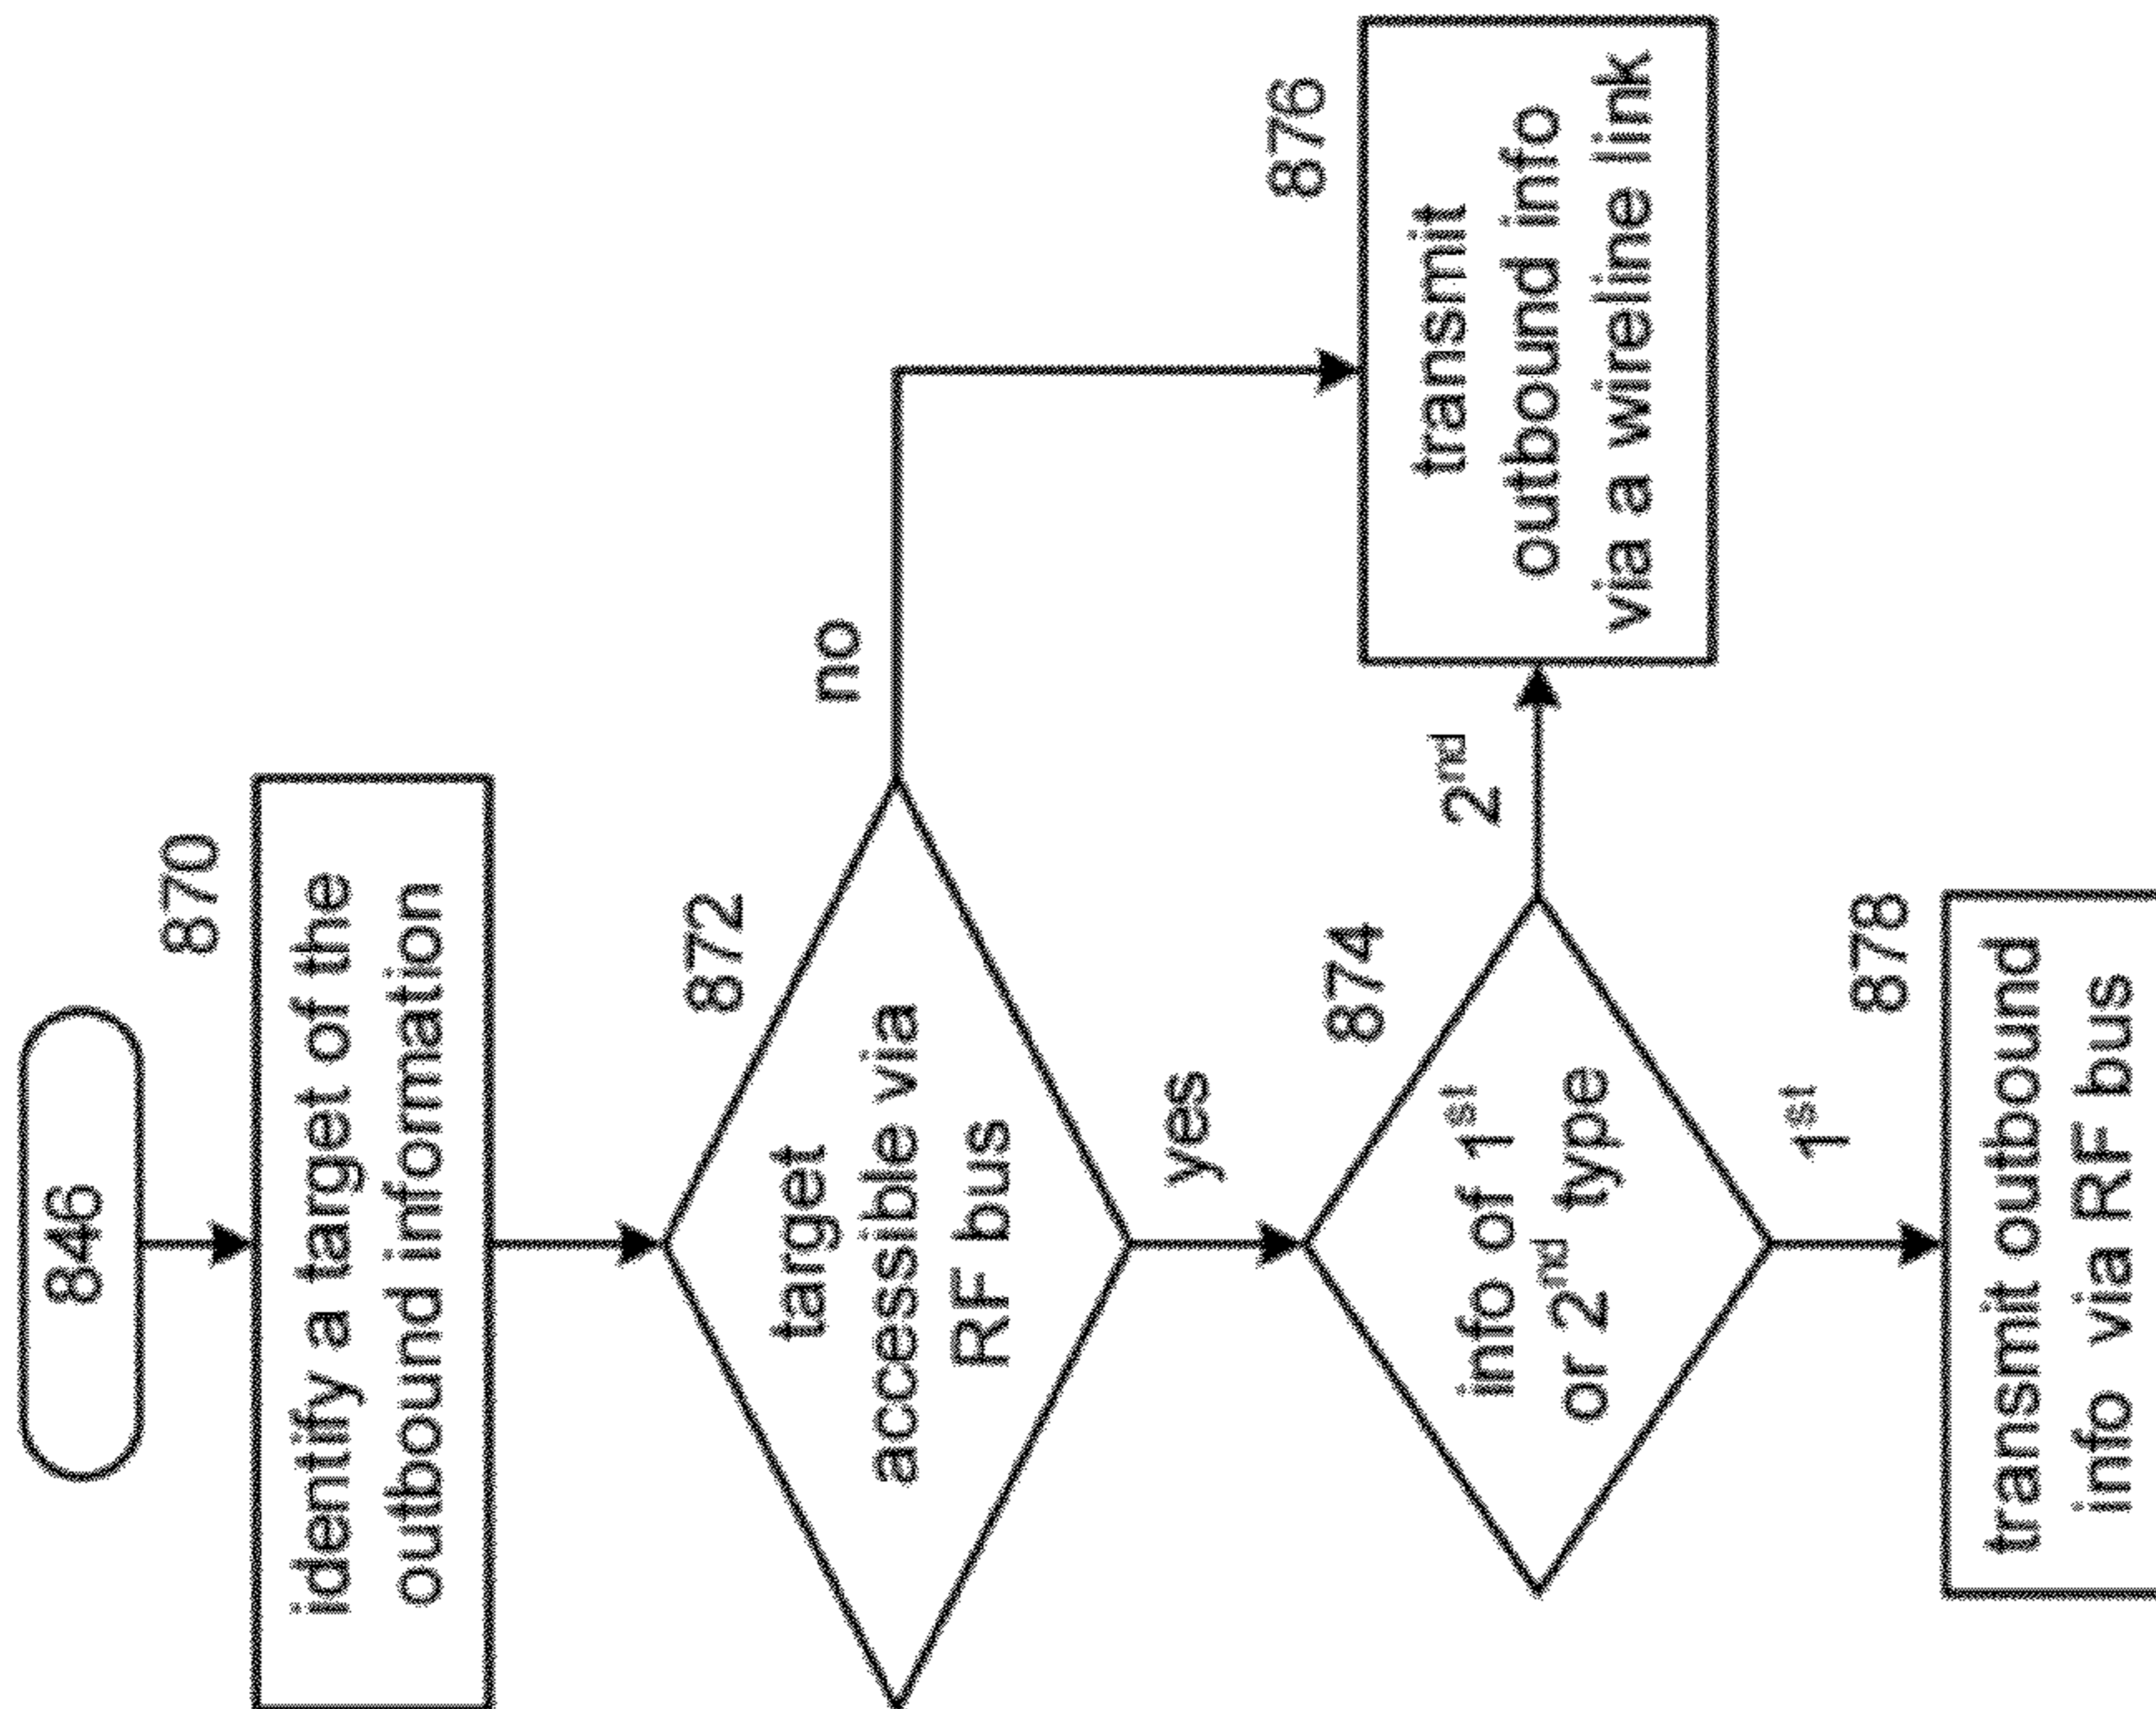 846
870
identify a target of the
outbound information
872
target
accessible via
RF bus
no
yes
874
info of 1st
or 2nd type
2nd
876
transmit
outbound info
via a wireline link
1st
878
transmit outbound
info via RF bus